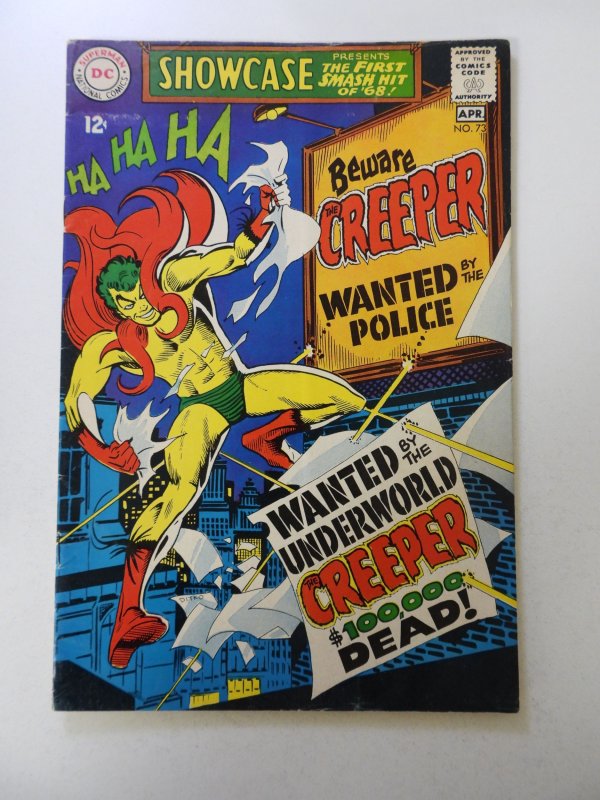 SUPERMAN
DC
NATIONAL COMICS
SHOWCASE
PRESENTS
THE FIRST
SMASH HIT
OF '68!
APPROVED
BY THE
COMICS
CODE
AUTHORITY
12¢
APR.
NO. 73
HA HA HA
Beware
THE CREEPER
WANTED BY THE
POLICE
WANTED BY THE
UNDERWORLD
THE CREEPER
$100,000
DEAD!
DITKO